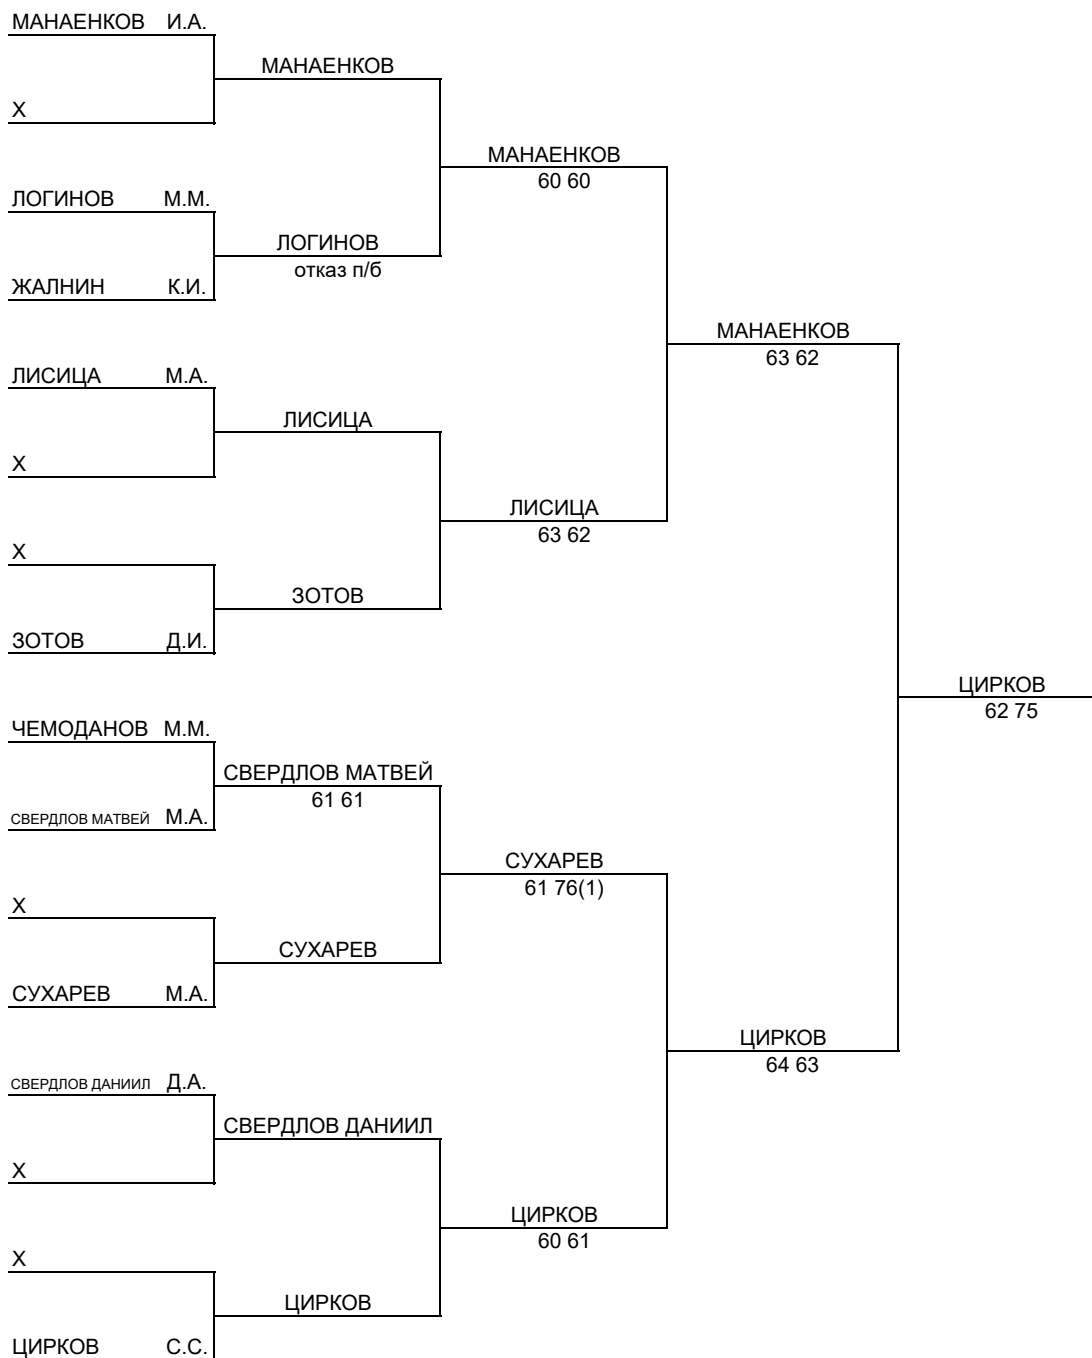 МАНАЕНКОВ И.А.
МАНАЕНКОВ
X
МАНАЕНКОВ
60 60
ЛОГИНОВ М.М.
ЛОГИНОВ
отказ п/б
ЖАЛНИН К.И.
МАНАЕНКОВ
63 62
ЛИСИЦА М.А.
ЛИСИЦА
X
ЛИСИЦА
63 62
X
ЗОТОВ
ЗОТОВ Д.И.
ЦИРКОВ
62 75
ЧЕМОДАНОВ М.М.
СВЕРДЛОВ МАТВЕЙ
61 61
СВЕРДЛОВ МАТВЕЙ М.А.
СУХАРЕВ
61 76(1)
X
СУХАРЕВ
СУХАРЕВ М.А.
ЦИРКОВ
64 63
СВЕРДЛОВ ДАНИИЛ Д.А.
СВЕРДЛОВ ДАНИИЛ
X
ЦИРКОВ
60 61
X
ЦИРКОВ
ЦИРКОВ С.С.